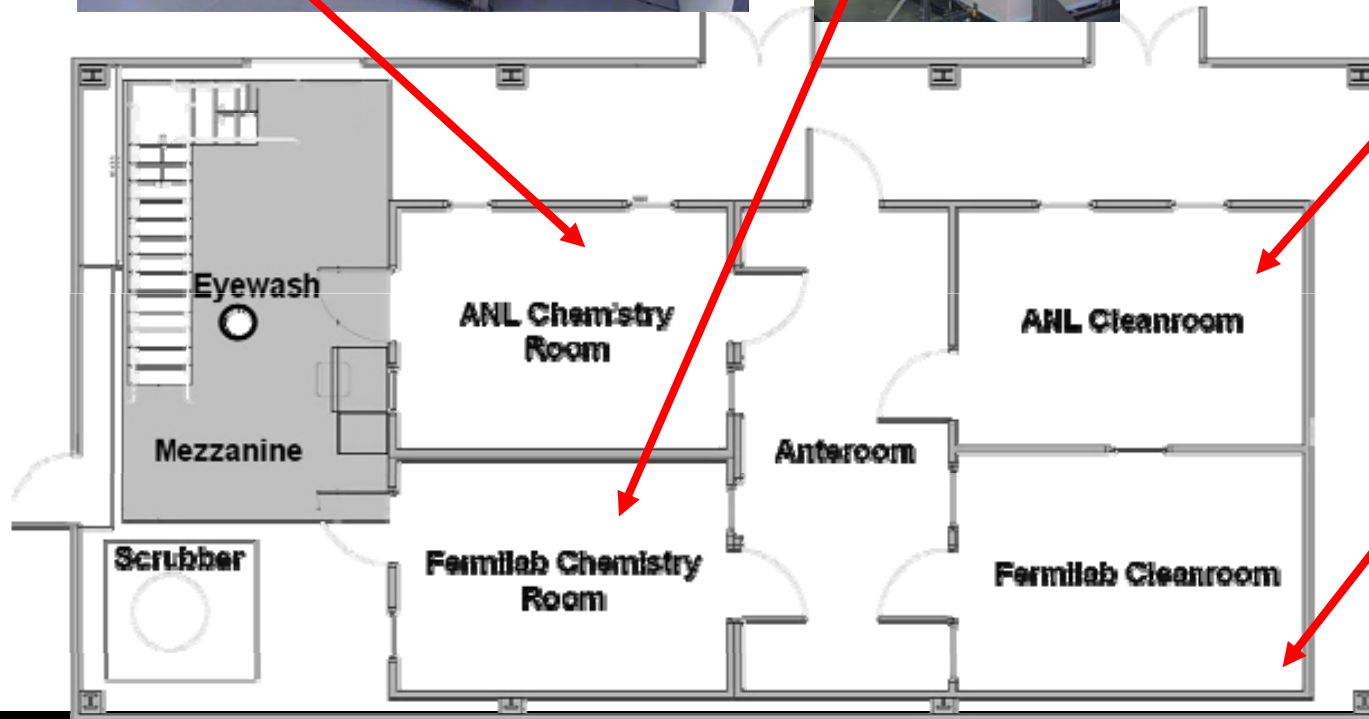 Eyewash
ANL Chemistry
Room
ANL Cleanroom
Mezzanine
Anteroom
Scrubber
Fermilab Chemistry
Room
Fermilab Cleanroom